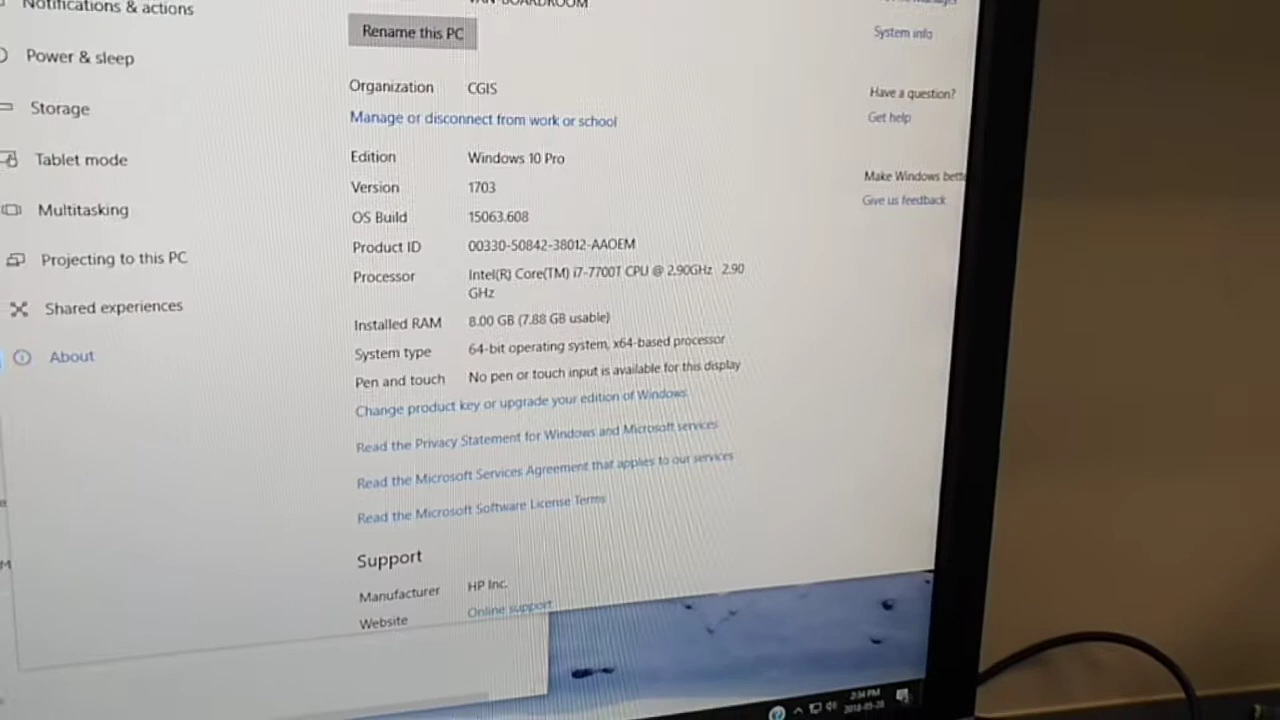 Notifications & actions
Power & sleep
Storage
Tablet mode
Multitasking
Projecting to this PC
Shared experiences
About
Rename this PC
Organization CGIS
Manage or disconnect from work or school
Edition Windows 10 Pro
Version 1703
OS Build 15063.608
Product ID 00330-50842-38012-AAOEM
Processor Intel(R) Core(TM) i7-7700T CPU @ 2.90GHz 2.90
GHz
Installed RAM 8.00 GB (7.88 GB usable)
System type 64-bit operating system, x64-based processor
Pen and touch No pen or touch input is available for this display
Change product key or upgrade your edition of Windows
Read the Privacy Statement for Windows and Microsoft services
Read the Microsoft Services Agreement that applies to our services
Read the Microsoft Software License Terms
Support
Manufacturer HP Inc.
Website Online support
System info
Have a question?
Get help
Make Windows bette
Give us feedback
2:34 PM